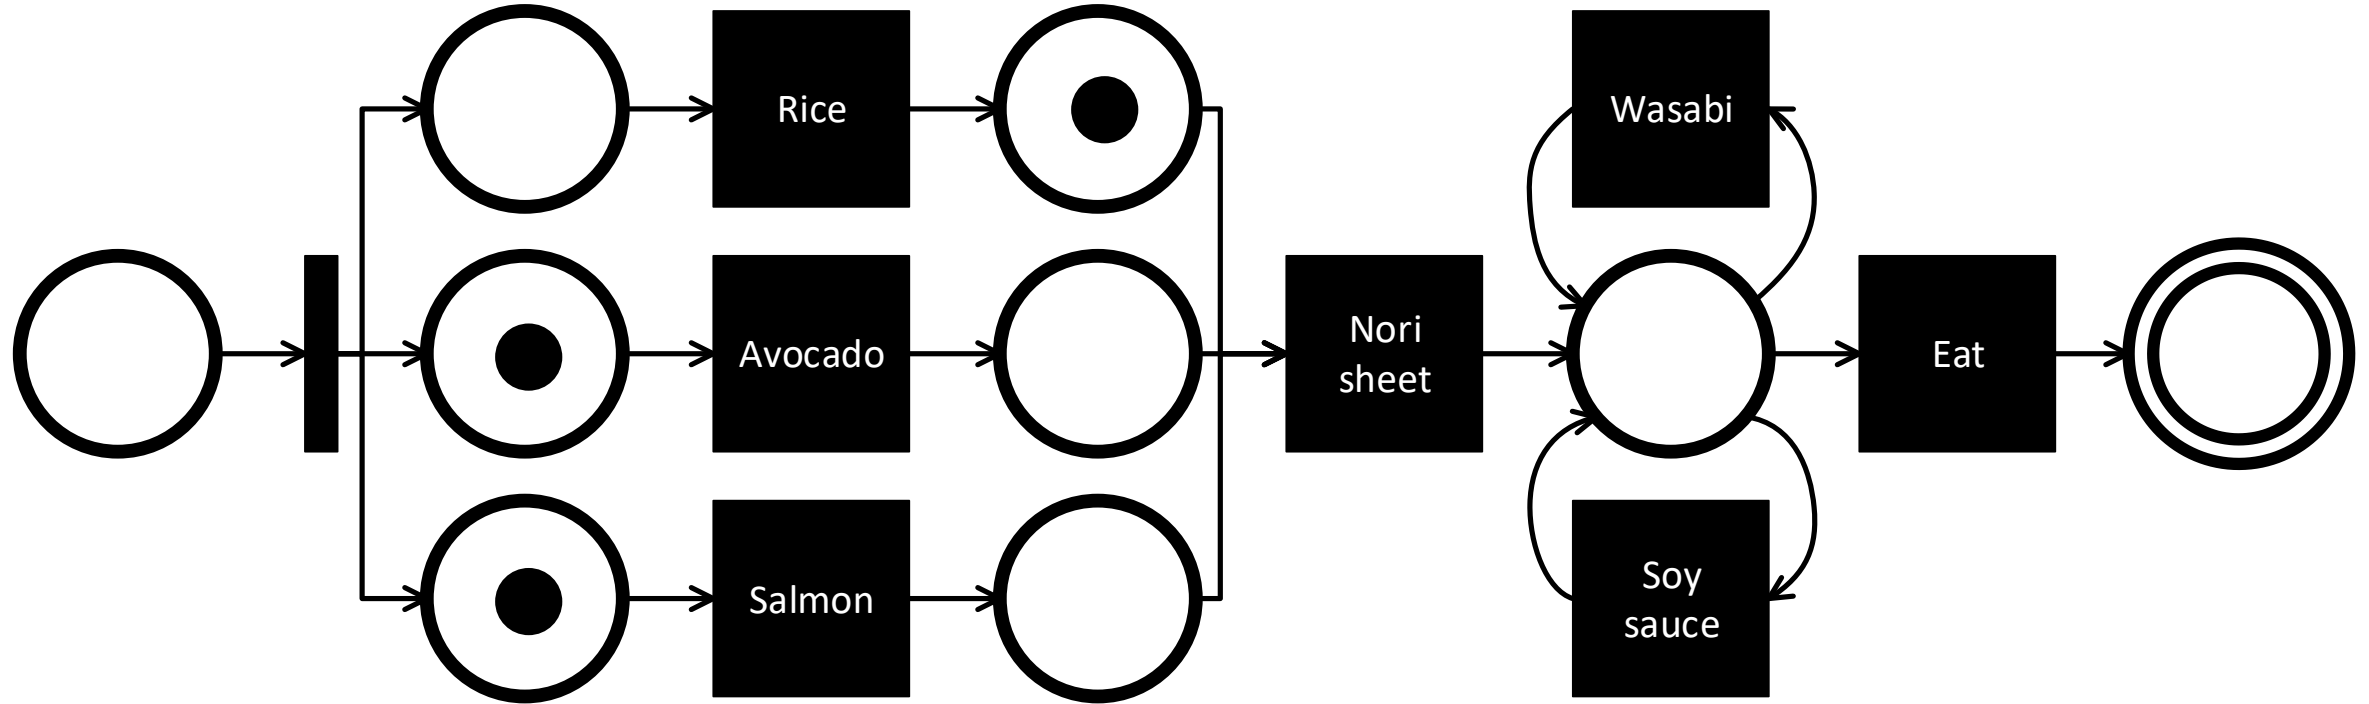 Rice
Wasabi
Avocado
Nori
sheet
Eat
Salmon
Soy
sauce